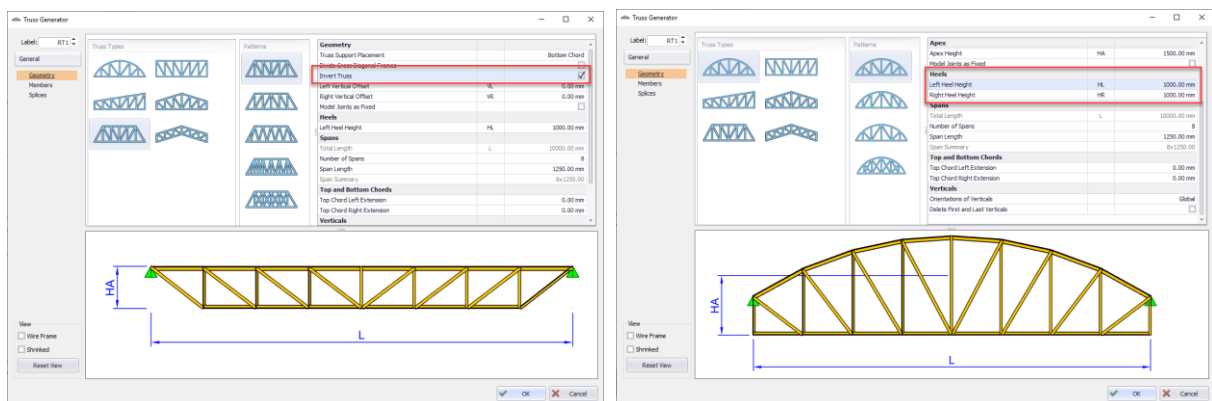 Truss Generator
Label: RT1
General
Geometry
Members
Splices
View
Wire Frame
Shrinked
Reset View
Truss Types
Patterns
Geometry
Truss Support Placement Bottom Chord
Divide Cross Diagonal Frames
Invert Truss
Left Vertical Offset VL 0.00 mm
Right Vertical Offset VR 0.00 mm
Model Joints as Fixed
Heels
Left Heel Height HL 1000.00 mm
Spans
Total Length L 10000.00 mm
Number of Spans 8
Span Length 1250.00 mm
Span Summary 8x1250.00
Top and Bottom Chords
Top Chord Left Extension 0.00 mm
Top Chord Right Extension 0.00 mm
Verticals
HA
L
OK Cancel
Truss Generator
Label: RT1
General
Geometry
Members
Splices
View
Wire Frame
Shrinked
Reset View
Truss Types
Patterns
Apex
Apex Height HA 1500.00 mm
Model Joints as Fixed
Heels
Left Heel Height HL 1000.00 mm
Right Heel Height HR 1000.00 mm
Spans
Total Length L 10000.00 mm
Number of Spans 8
Span Length 1250.00 mm
Span Summary 8x1250.00
Top and Bottom Chords
Top Chord Left Extension 0.00 mm
Top Chord Right Extension 0.00 mm
Verticals
Orientations of Verticals Global
Delete First and Last Verticals
HA
L
OK Cancel